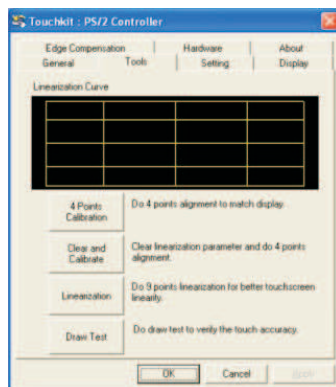 Touchkit : PS/2 Controller
Edge Compensation Hardware About
General Tools Setting Display
Linearization Curve
4 Points
Calibration
Do 4 points alignment to match display.
Clear and
Calibrate
Clear linearization parameter and do 4 points
alignment.
Linearization
Do 9 points linearization for better touchscreen
linearity.
Draw Test
Do draw test to verify the touch accuracy.
OK Cancel Apply